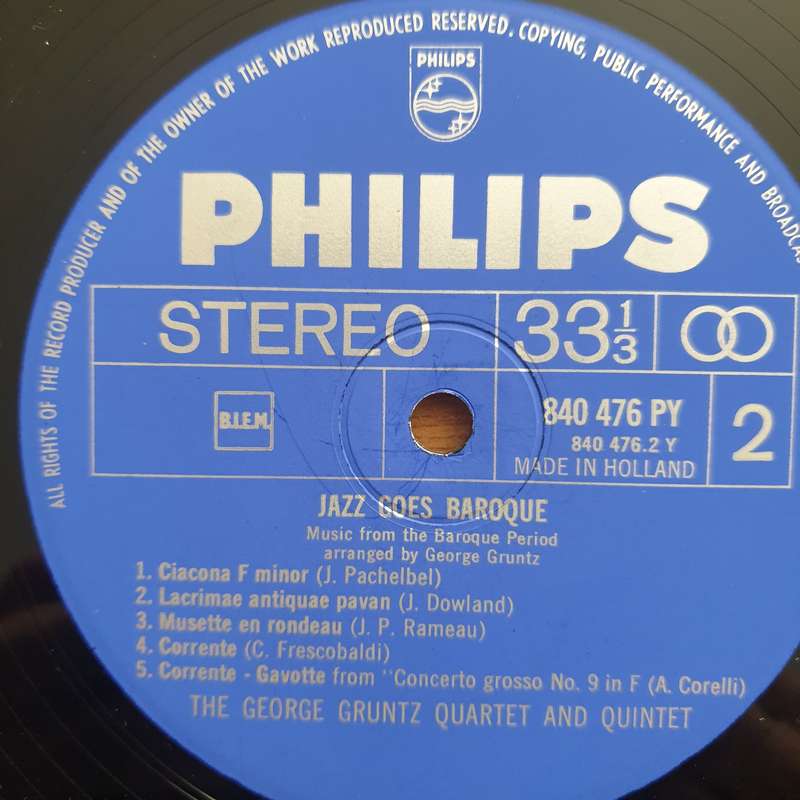 ALL RIGHTS OF THE RECORD PRODUCER AND OF THE OWNER OF THE WORK REPRODUCED RESERVED. COPYING, PUBLIC PERFORMANCE AND BROADCAS
PHILIPS
PHILIPS
STEREO 33 1/3
B.I.E.M. 840 476 PY 2
840 476.2 Y
MADE IN HOLLAND
JAZZ GOES BAROQUE
Music from the Baroque Period
arranged by George Gruntz
1. Ciacona F minor (J. Pachelbel)
2. Lacrimae antiquae pavan (J. Dowland)
3. Musette en rondeau (J. P. Rameau)
4. Corrente (C. Frescobaldi)
5. Corrente - Gavotte from "Concerto grosso No. 9 in F (A. Corelli)
THE GEORGE GRUNTZ QUARTET AND QUINTET